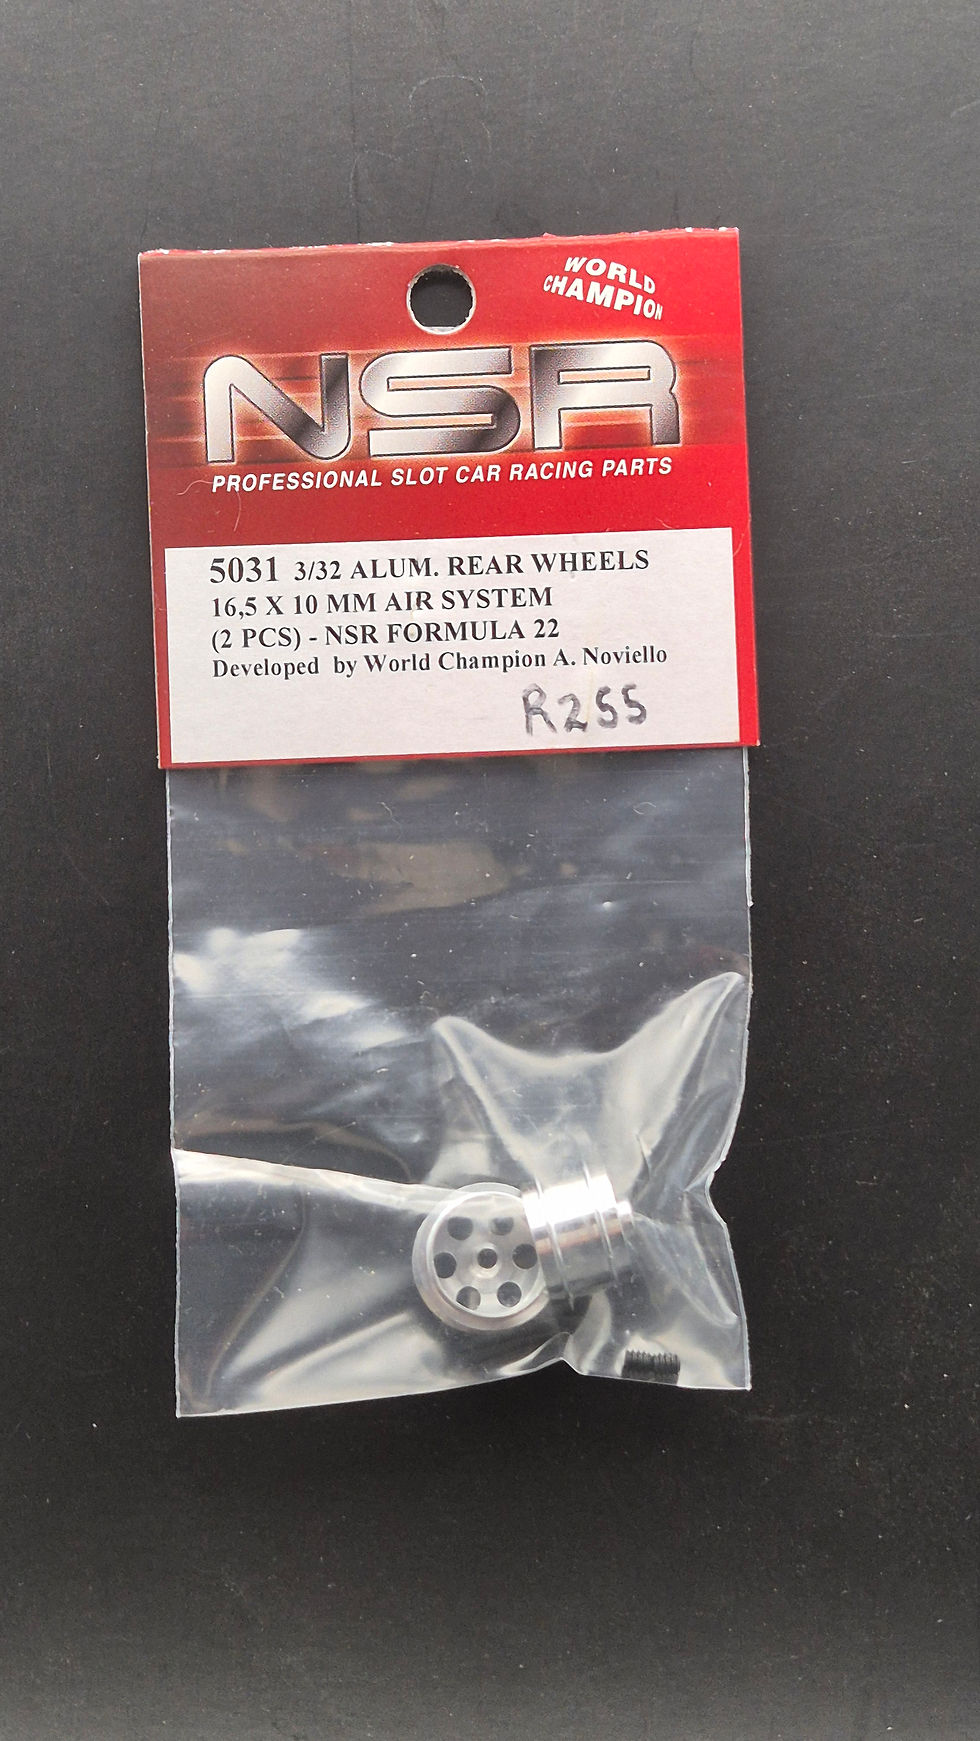 WORLD
CHAMPION
NSR
PROFESSIONAL SLOT CAR RACING PARTS
5031 3/32 ALUM. REAR WHEELS
16,5 X 10 MM AIR SYSTEM
(2 PCS) - NSR FORMULA 22
Developed by World Champion A. Noviello
R255